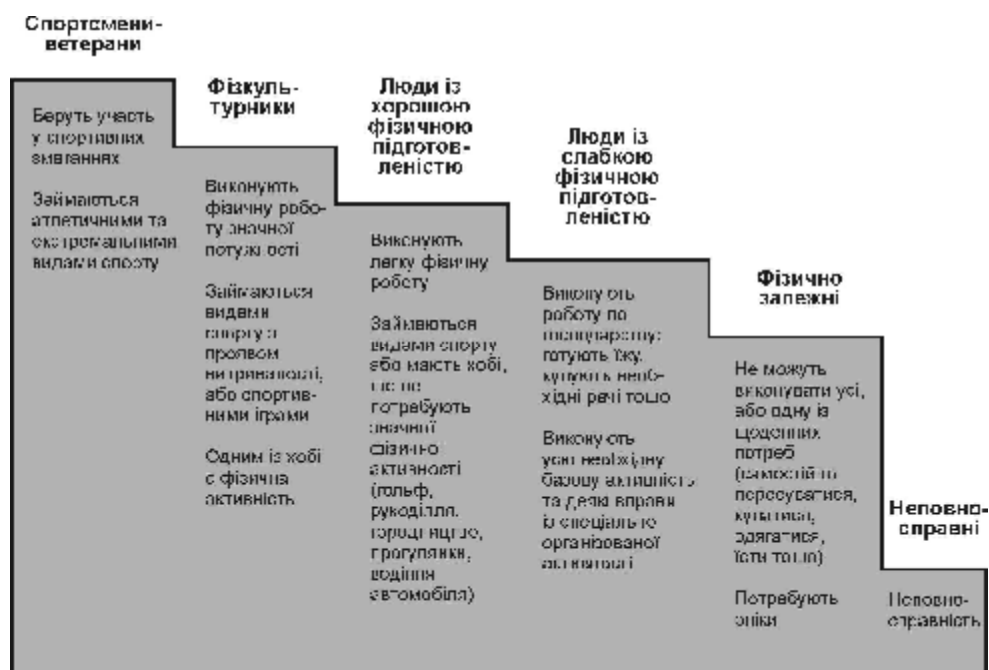 Спортсмени-
ветерани
Беруть участь
у спортивних
змаганнях
Займаються
атлетичними та
екстремальними
видами спорту
Фізкуль-
турники
Виконують
фізичну робо-
ту значної
потужності
Займаються
видами
спорту з
проявом
витривалості,
або спортив-
ними іграми
Одним із хобі
є фізична
активність
Люди із
хорошою
фізичною
підготов-
леністю
Виконують
легку фізичну
роботу
Займаються
видами спорту
або мають хобі,
що не
потребують
значної
фізично
активності
(гольф,
рукоділля,
городництво,
прогулянки,
водіння
автомобіля)
Люди із
слабкою
фізичною
підготов-
леністю
Виконують
роботу по
господарству:
готують їжу,
купують необ-
хідні речі тощо
Виконують
усю необхідну
базову активність
та деякі вправи
із спеціально
організованої
активності
Фізично
залежні
Не можуть
виконувати усі,
або одну із
щоденних
потреб
(самостійно
пересуватися,
купатися,
одягатися,
їсти тощо)
Потребують
опіки
Неповно-
справні
Неповно-
справність